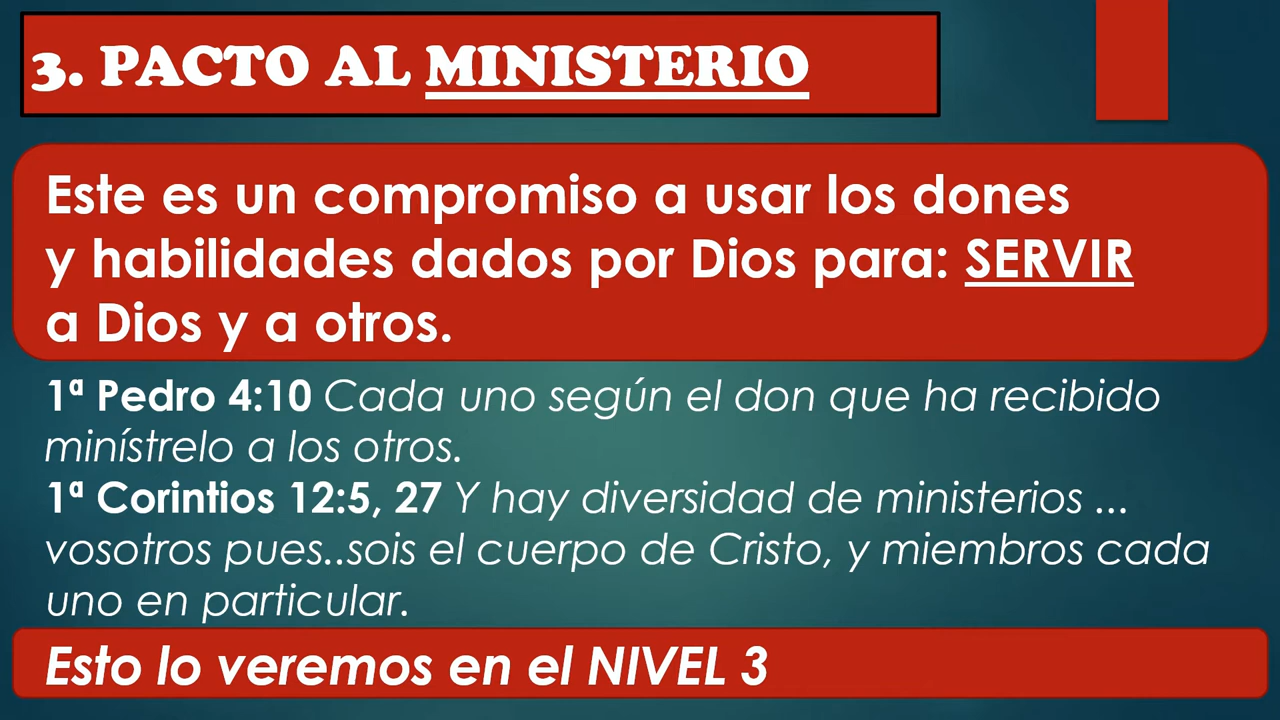 3. PACTO AL MINISTERIO
Este es un compromiso a usar los dones
y habilidades dados por Dios para: SERVIR
a Dios y a otros.
1ª Pedro 4:10 Cada uno según el don que ha recibido
minístrelo a los otros.
1ª Corintios 12:5, 27 Y hay diversidad de ministerios ...
vosotros pues..sois el cuerpo de Cristo, y miembros cada
uno en particular.
Esto lo veremos en el NIVEL 3